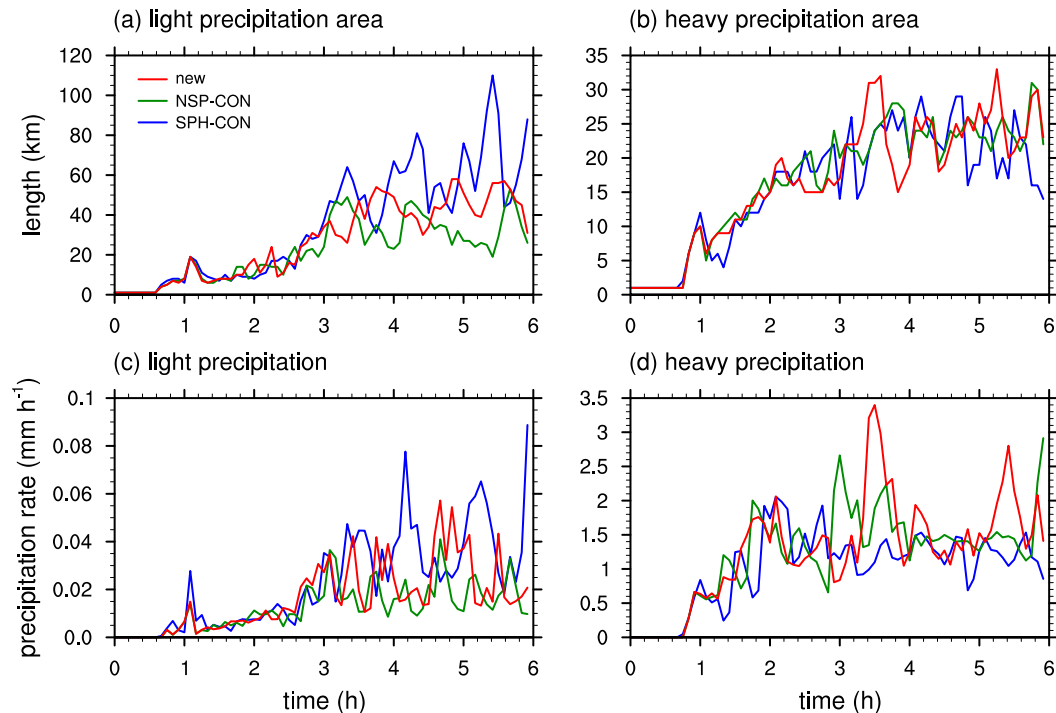 (a) light precipitation area
(b) heavy precipitation area
length (km)
120
100
80
60
40
20
0
new
NSP-CON
SPH-CON
0 1 2 3 4 5 6
35
30
25
20
15
10
5
0
0 1 2 3 4 5 6
(c) light precipitation
(d) heavy precipitation
precipitation rate (mm h⁻¹)
0.1
0.08
0.06
0.04
0.02
0.0
0 1 2 3 4 5 6
time (h)
3.5
3
2.5
2
1.5
1
0.5
0
0 1 2 3 4 5 6
time (h)